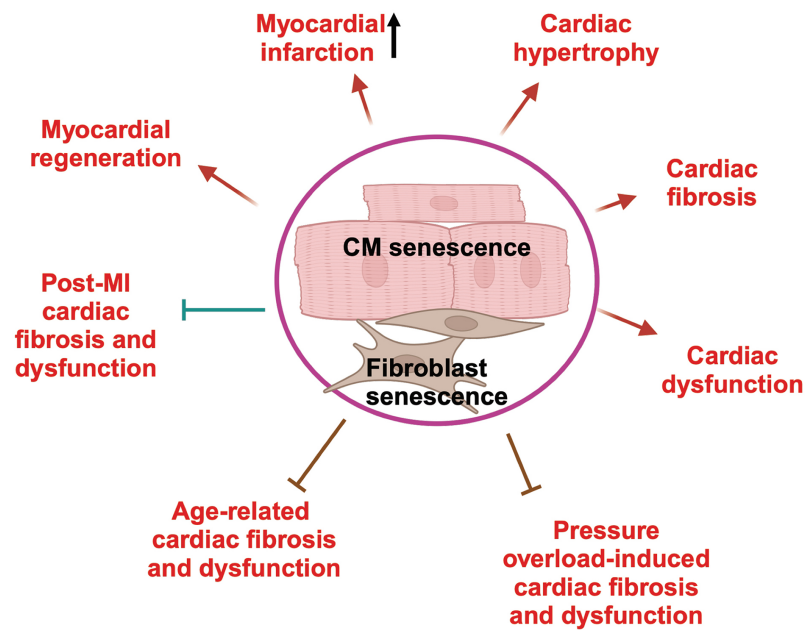 Myocardial
infarction
Cardiac
hypertrophy
Myocardial
regeneration
Cardiac
fibrosis
CM senescence
Post-MI
cardiac
fibrosis and
dysfunction
Cardiac
dysfunction
Fibroblast
senescence
Age-related
cardiac fibrosis
and dysfunction
Pressure
overload-induced
cardiac fibrosis
and dysfunction